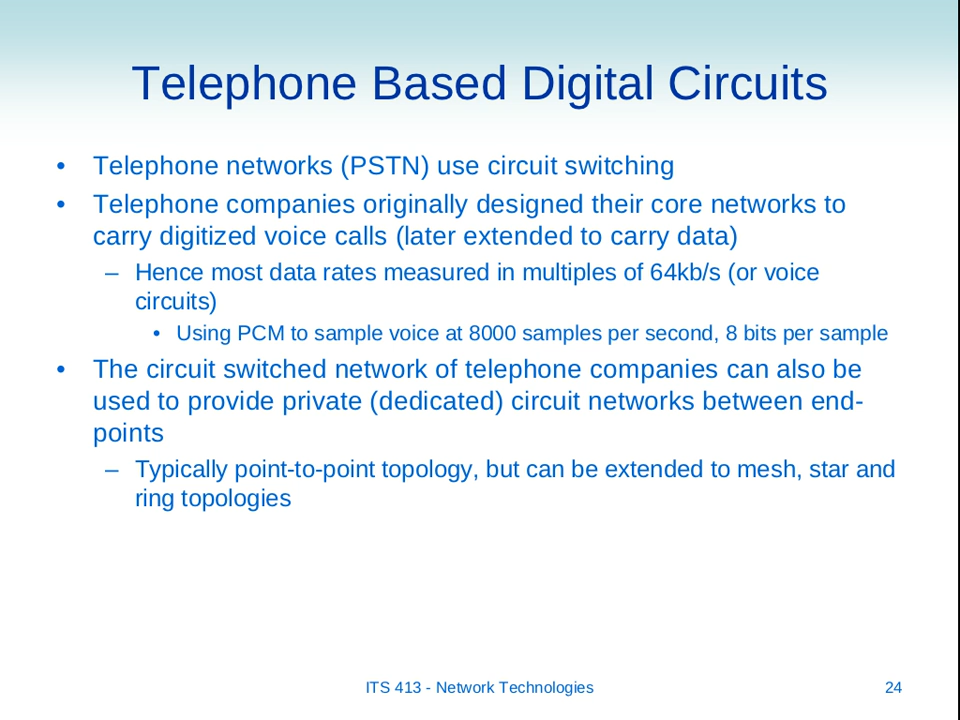 Telephone Based Digital Circuits
• Telephone networks (PSTN) use circuit switching
• Telephone companies originally designed their core networks to
carry digitized voice calls (later extended to carry data)
– Hence most data rates measured in multiples of 64kb/s (or voice
circuits)
• Using PCM to sample voice at 8000 samples per second, 8 bits per sample
• The circuit switched network of telephone companies can also be
used to provide private (dedicated) circuit networks between end-
points
– Typically point-to-point topology, but can be extended to mesh, star and
ring topologies
ITS 413 - Network Technologies
24